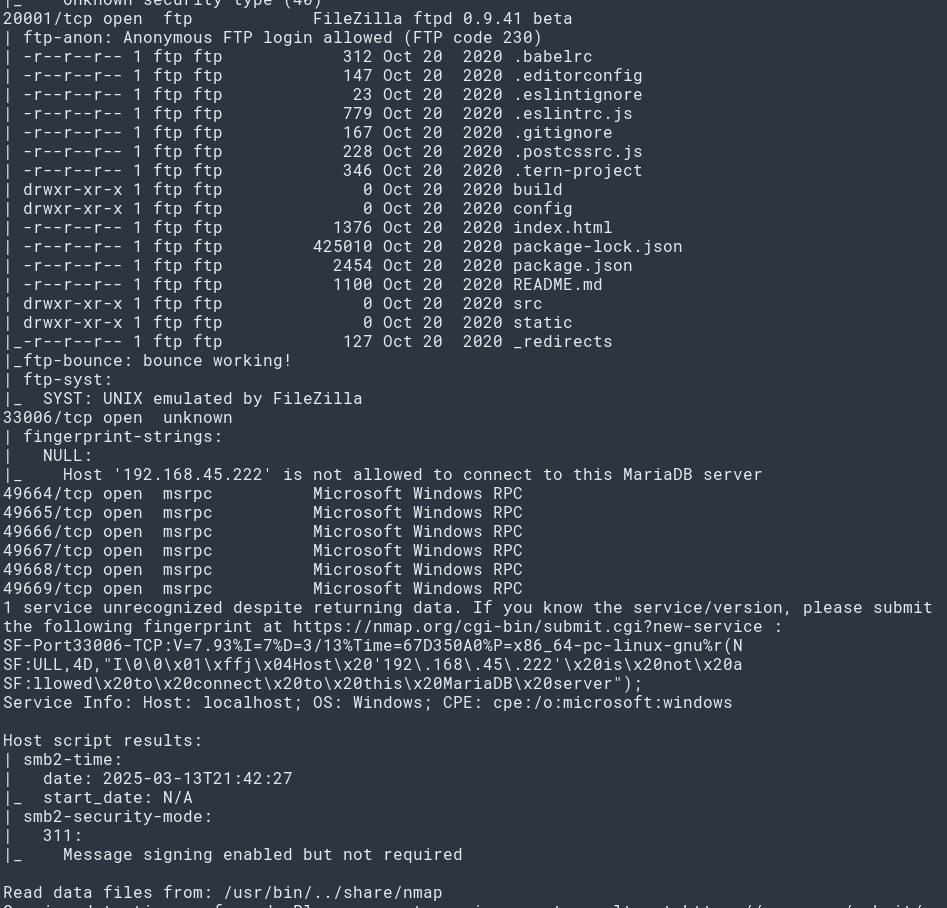 |_    Unknown security type (40)
20001/tcp open  ftp            FileZilla ftpd 0.9.41 beta
| ftp-anon: Anonymous FTP login allowed (FTP code 230)
| -r--r--r-- 1 ftp ftp            312 Oct 20  2020 .babelrc
| -r--r--r-- 1 ftp ftp            147 Oct 20  2020 .editorconfig
| -r--r--r-- 1 ftp ftp             23 Oct 20  2020 .eslintignore
| -r--r--r-- 1 ftp ftp            779 Oct 20  2020 .eslintrc.js
| -r--r--r-- 1 ftp ftp            167 Oct 20  2020 .gitignore
| -r--r--r-- 1 ftp ftp            228 Oct 20  2020 .postcssrc.js
| -r--r--r-- 1 ftp ftp            346 Oct 20  2020 .tern-project
| drwxr-xr-x 1 ftp ftp              0 Oct 20  2020 build
| drwxr-xr-x 1 ftp ftp              0 Oct 20  2020 config
| -r--r--r-- 1 ftp ftp           1376 Oct 20  2020 index.html
| -r--r--r-- 1 ftp ftp         425010 Oct 20  2020 package-lock.json
| -r--r--r-- 1 ftp ftp           2454 Oct 20  2020 package.json
| -r--r--r-- 1 ftp ftp           1100 Oct 20  2020 README.md
| drwxr-xr-x 1 ftp ftp              0 Oct 20  2020 src
| drwxr-xr-x 1 ftp ftp              0 Oct 20  2020 static
|_-r--r--r-- 1 ftp ftp            127 Oct 20  2020 _redirects
|_ftp-bounce: bounce working!
| ftp-syst:
|_  SYST: UNIX emulated by FileZilla
33006/tcp open  unknown
| fingerprint-strings:
|   NULL:
|_    Host '192.168.45.222' is not allowed to connect to this MariaDB server
49664/tcp open  msrpc          Microsoft Windows RPC
49665/tcp open  msrpc          Microsoft Windows RPC
49666/tcp open  msrpc          Microsoft Windows RPC
49667/tcp open  msrpc          Microsoft Windows RPC
49668/tcp open  msrpc          Microsoft Windows RPC
49669/tcp open  msrpc          Microsoft Windows RPC
1 service unrecognized despite returning data. If you know the service/version, please submit
the following fingerprint at https://nmap.org/cgi-bin/submit.cgi?new-service :
SF-Port33006-TCP:V=7.93%I=7%D=3/13%Time=67D350A0%P=x86_64-pc-linux-gnu%r(N
SF:ULL,4D,"I\0\0\x01\xffj\x04Host\x20'192\.168\.45\.222'\x20is\x20not\x20a
SF:llowed\x20to\x20connect\x20to\x20this\x20MariaDB\x20server");
Service Info: Host: localhost; OS: Windows; CPE: cpe:/o:microsoft:windows

Host script results:
| smb2-time:
|   date: 2025-03-13T21:42:27
|_  start_date: N/A
| smb2-security-mode:
|   311:
|_    Message signing enabled but not required

Read data files from: /usr/bin/../share/nmap